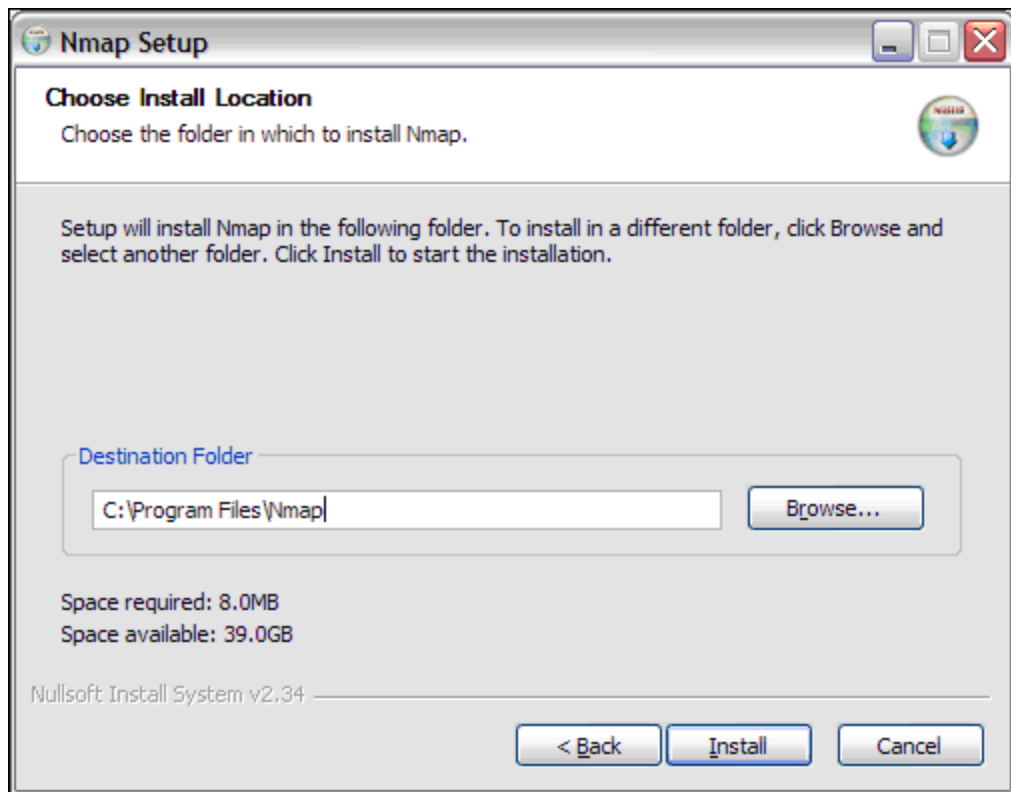 Nmap Setup
Choose Install Location
Choose the folder in which to install Nmap.
Setup will install Nmap in the following folder. To install in a different folder, click Browse and
select another folder. Click Install to start the installation.
Destination Folder
C:\Program Files\Nmap
Browse...
Space required: 8.0MB
Space available: 39.0GB
Nullsoft Install System v2.34
< Back
Install
Cancel